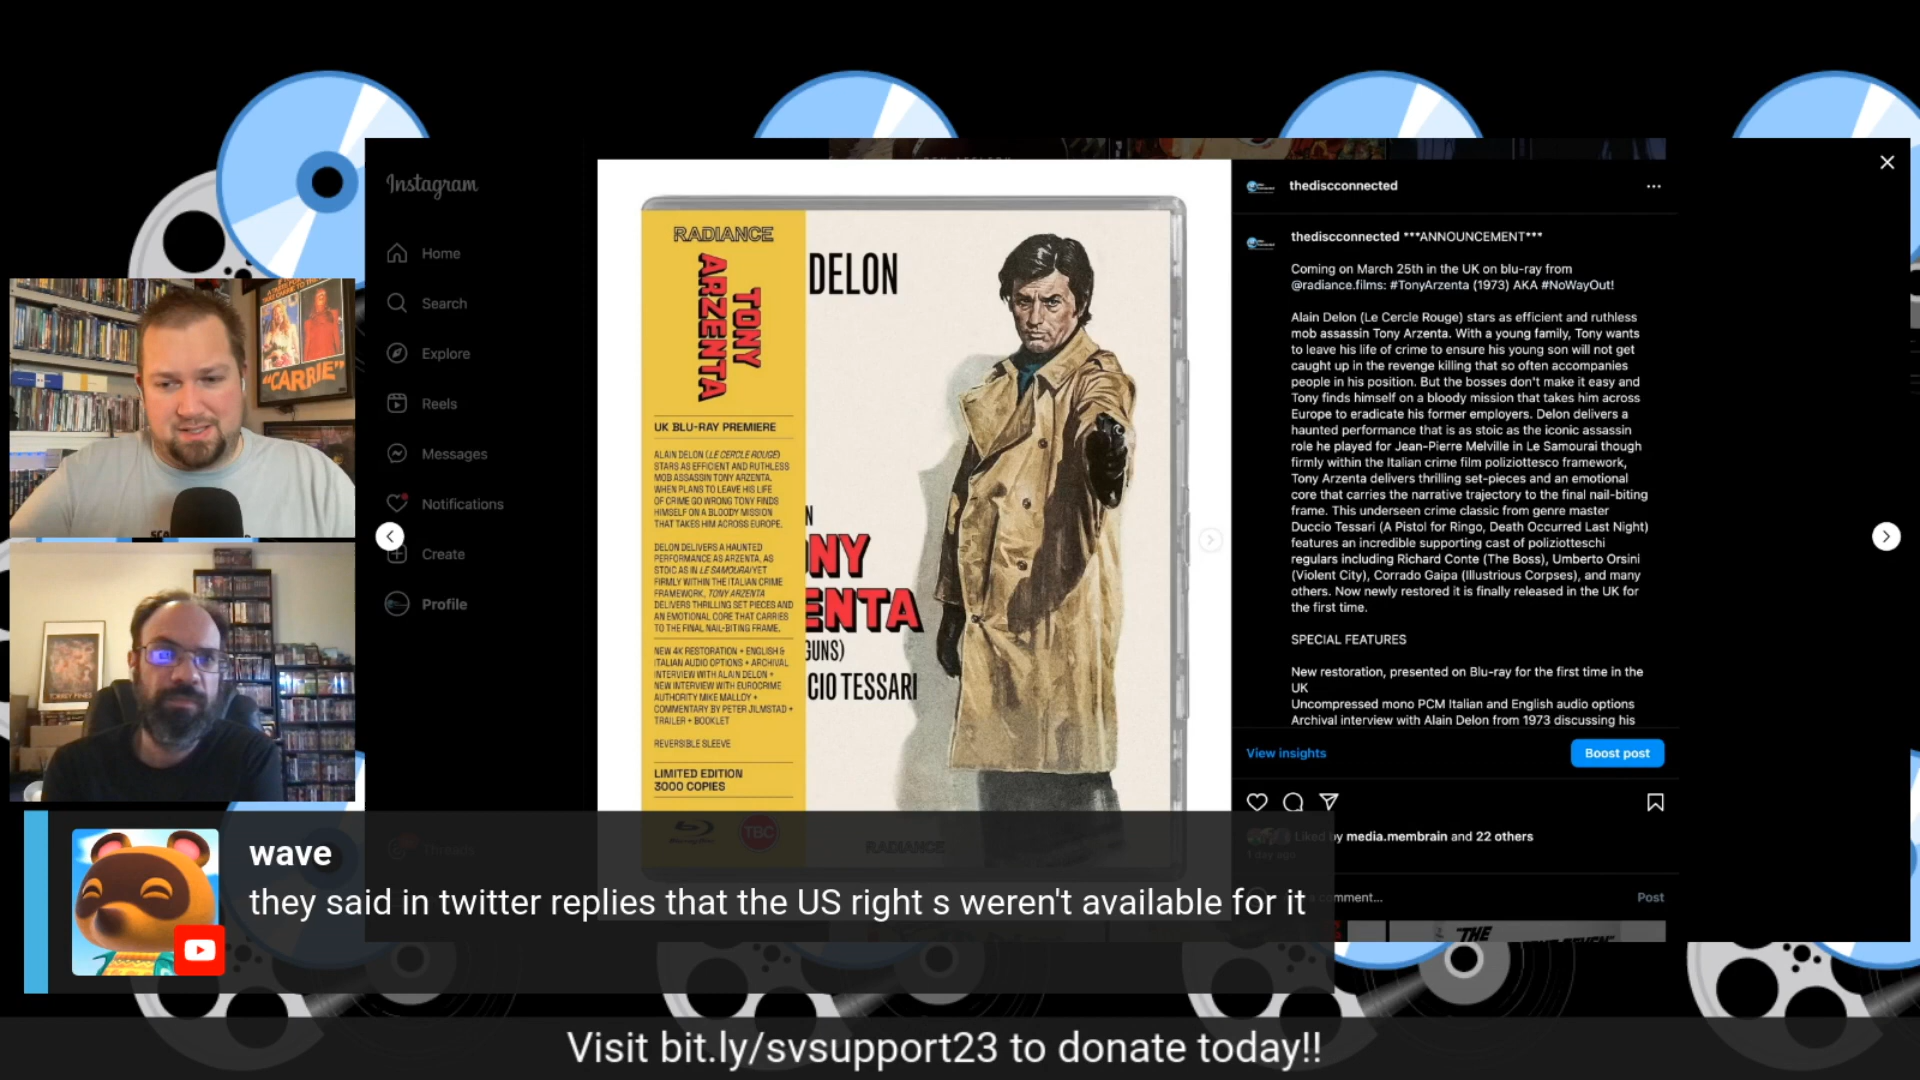 Instagram
Home
Search
Explore
Reels
Messages
Notifications
Create
Profile
Threads
"CARRIE"
RADIANCE
TONY
ARZENTA
UK BLU-RAY PREMIERE
ALAIN DELON (LE CERCLE ROUGE)
STARS AS EFFICIENT AND RUTHLESS
MOB ASSASSIN TONY ARZENTA.
WHEN PLANS TO LEAVE HIS LIFE
OF CRIME GO WRONG TONY FINDS
HIMSELF ON A BLOODY MISSION
THAT TAKES HIM ACROSS EUROPE.
DELON DELIVERS A HAUNTED
PERFORMANCE AS ARZENTA, AS
STOIC AS IN LE SAMOURAI YET
FIRMLY WITHIN THE ITALIAN CRIME
FRAMEWORK, TONY ARZENTA
DELIVERS THRILLING SET PIECES AND
AN EMOTIONAL CORE THAT CARRIES
TO THE FINAL NAIL-BITING FRAME.
NEW 4K RESTORATION + ENGLISH &
ITALIAN AUDIO OPTIONS + ARCHIVAL
INTERVIEW WITH ALAIN DELON +
NEW INTERVIEW WITH EUROCRIME
AUTHORITY MIKE MALLOY +
COMMENTARY BY PETER JILMSTAD +
TRAILER + BOOKLET
REVERSIBLE SLEEVE
LIMITED EDITION
3000 COPIES
TBC
DELON
N
NY
ENTA
GUNS)
CIO TESSARI
RADIANCE
thediscconnected
thediscconnected ***ANNOUNCEMENT***
Coming on March 25th in the UK on blu-ray from
@radiance.films: #TonyArzenta (1973) AKA #NoWayOut!
Alain Delon (Le Cercle Rouge) stars as efficient and ruthless
mob assassin Tony Arzenta. With a young family, Tony wants
to leave his life of crime to ensure his young son will not get
caught up in the revenge killing that so often accompanies
people in his position. But the bosses don't make it easy and
Tony finds himself on a bloody mission that takes him across
Europe to eradicate his former employers. Delon delivers a
haunted performance that is as stoic as the iconic assassin
role he played for Jean-Pierre Melville in Le Samourai though
firmly within the Italian crime film poliziottesco framework,
Tony Arzenta delivers thrilling set-pieces and an emotional
core that carries the narrative trajectory to the final nail-biting
frame. This underseen crime classic from genre master
Duccio Tessari (A Pistol for Ringo, Death Occurred Last Night)
features an incredible supporting cast of poliziotteschi
regulars including Richard Conte (The Boss), Umberto Orsini
(Violent City), Corrado Gaipa (Illustrious Corpses), and many
others. Now newly restored it is finally released in the UK for
the first time.
SPECIAL FEATURES
New restoration, presented on Blu-ray for the first time in the
UK
Uncompressed mono PCM Italian and English audio options
Archival interview with Alain Delon from 1973 discussing his
View insights
Boost post
Liked by media.membrain and 22 others
1 day ago
comment...
Post
THE
wave
they said in twitter replies that the US right s weren't available for it
Visit bit.ly/svsupport23 to donate today!!